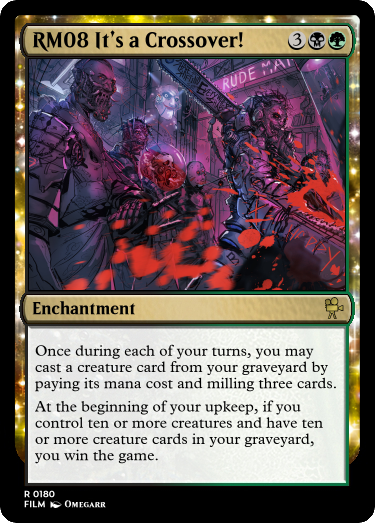 RM08 It's a Crossover! 3
RUDE MA
Enchantment
Once during each of your turns, you may
cast a creature card from your graveyard by
paying its mana cost and milling three cards.
At the beginning of your upkeep, if you
control ten or more creatures and have ten
or more creature cards in your graveyard,
you win the game.
R 0180
FILM Omegarr